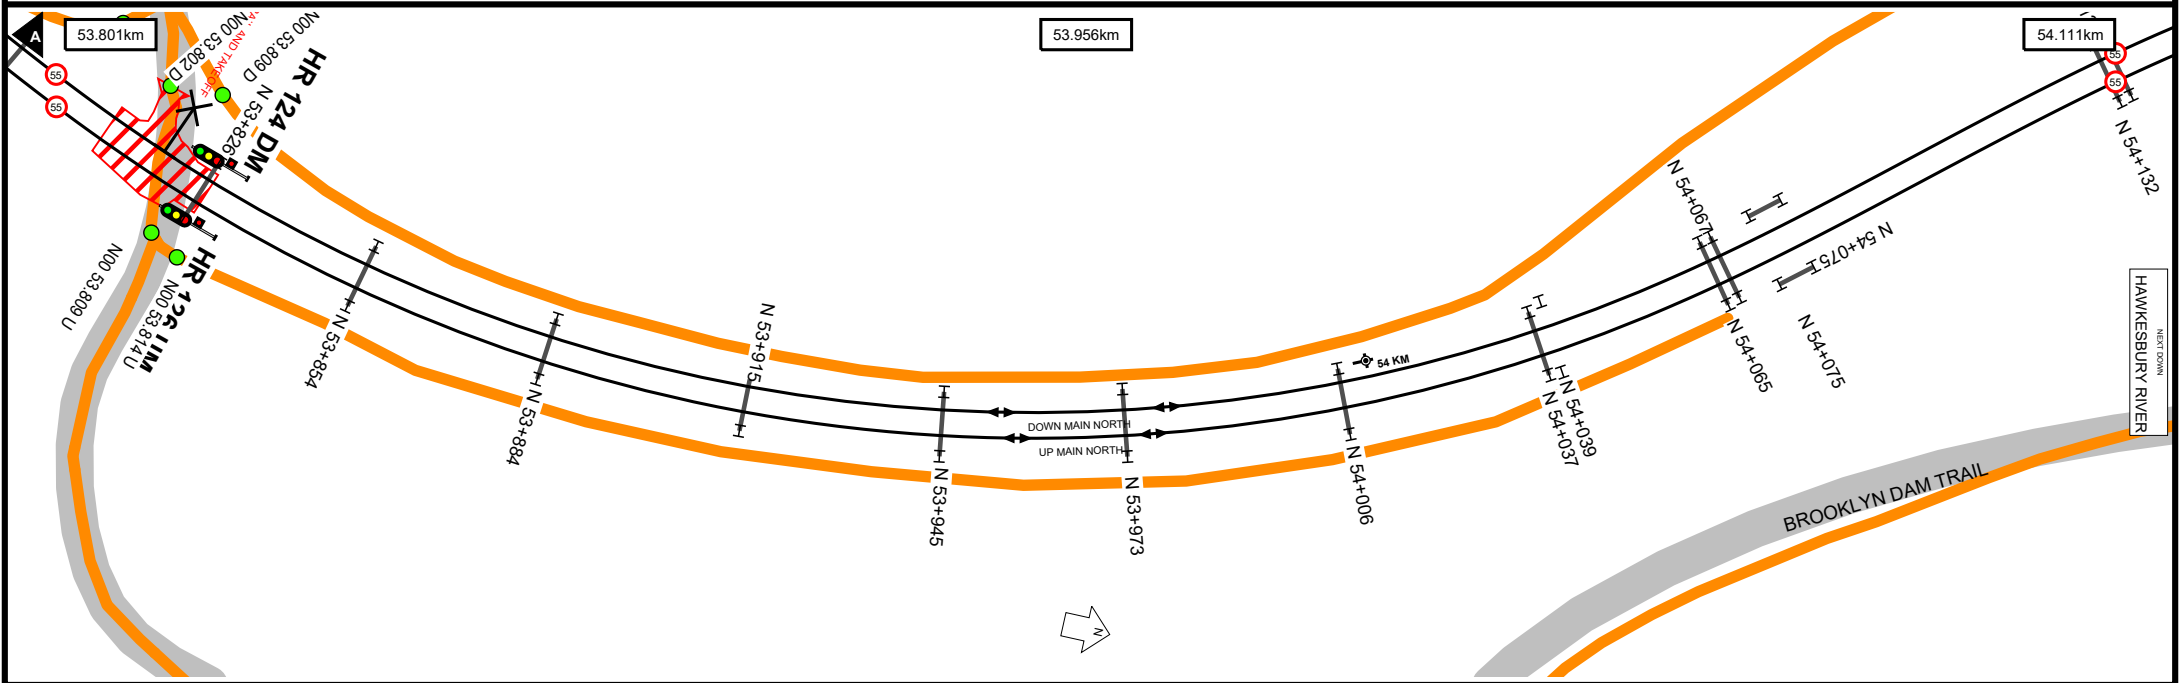 A
53.801km
53.956km
54.111km
55
55
55
55
N00 53.802 D
AND TAKEOFF
N00 53.809 D
N 53+826
HR 124 DM
N00 53.809 U
N00 53.814 U
HR 126 UM
N 53+854
N 53+884
N 53+915
N 53+945
N 53+973
DOWN MAIN NORTH
UP MAIN NORTH
54 KM
N 54+006
N 54+037
N 54+039
N 54+067
N 54+065
N 54+075
N 54+075
N 54+132
HAWKESBURY RIVER
NEXT DOWN
BROOKLYN DAM TRAIL
N